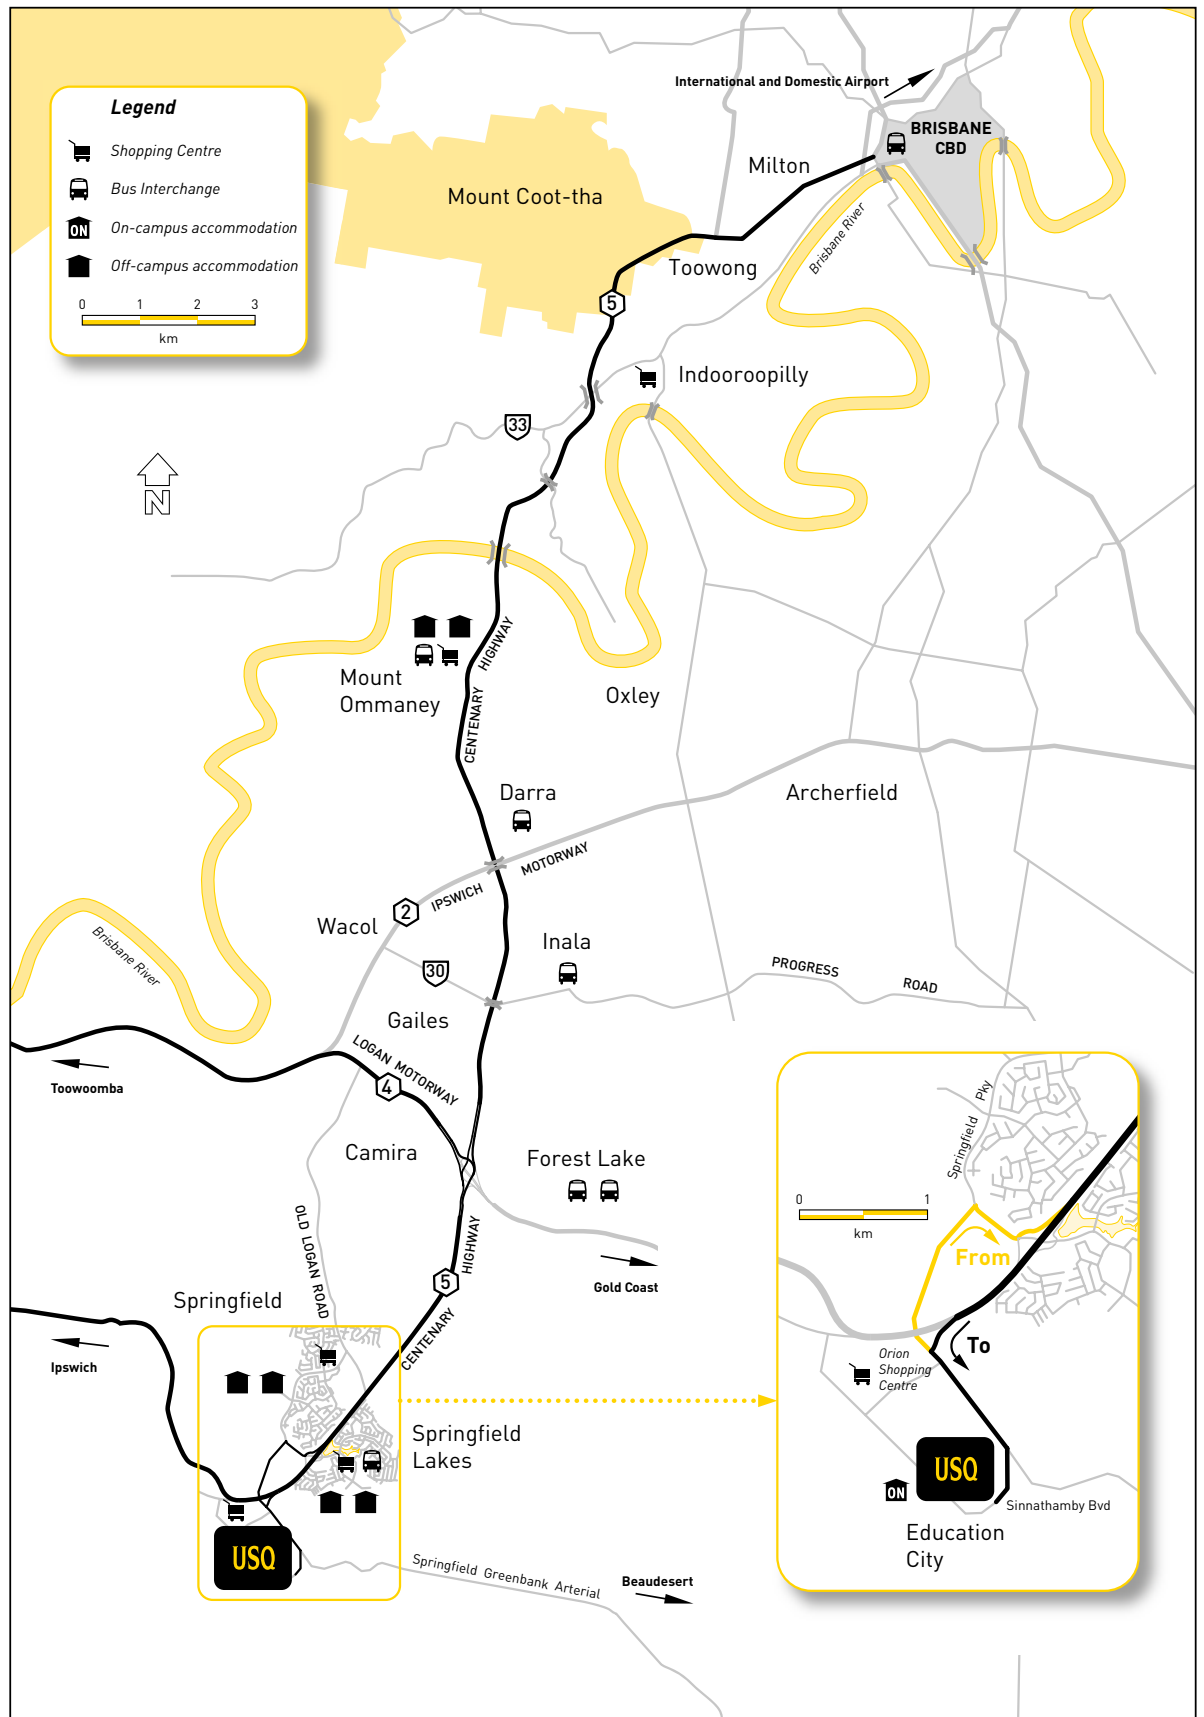 International and Domestic Airport
BRISBANE
CBD
Milton
Legend
Shopping Centre
Bus Interchange
ON
On-campus accommodation
Off-campus accommodation
0 1 2 3
km
Mount Coot-tha
Brisbane River
Toowong
5
Indooroopilly
33
N
CENTENARY HIGHWAY
Mount
Ommaney
Oxley
Darra
Archerfield
IPSWICH MOTORWAY
2
Wacol
Brisbane River
Inala
30
PROGRESS ROAD
Gailes
LOGAN MOTORWAY
4
Toowoomba
Camira
Forest Lake
OLD LOGAN ROAD
Gold Coast
5
CENTENARY HIGHWAY
Springfield
Ipswich
Springfield
Lakes
USQ
Springfield Greenbank Arterial
Beaudesert
Springfield Pky
0 1
km
From
To
Orion
Shopping
Centre
USQ
ON
Sinnathamby Bvd
Education
City